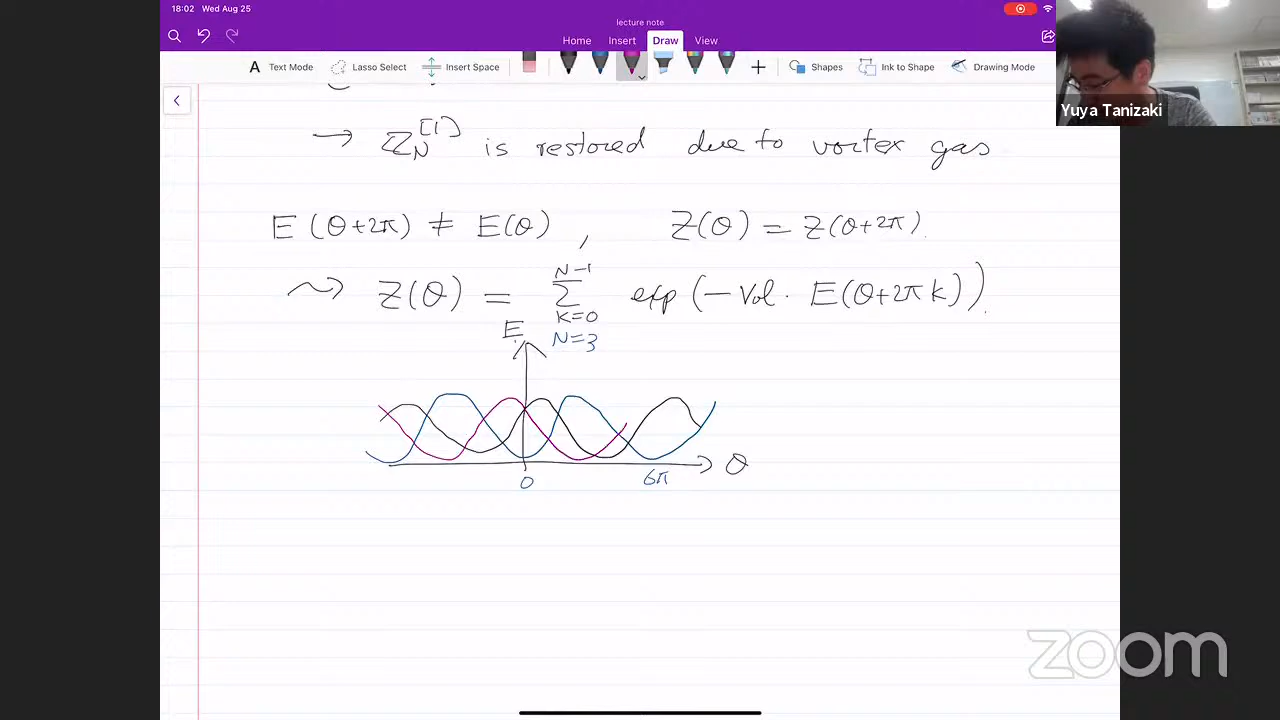 18:02 Wed Aug 25
lecture note
Home Insert Draw View
A Text Mode Lasso Select Insert Space Shapes Ink to Shape Drawing Mode
Yuya Tanizaki
→ ℤ_N^[1] is restored due to vortex gas
E(θ+2π) ≠ E(θ), Z(θ) = Z(θ+2π).
⇝ Z(θ) = Σ_{k=0}^{N-1} exp(-Vol. E(θ+2πk)).
E
N=3
θ
0
6π
zoom